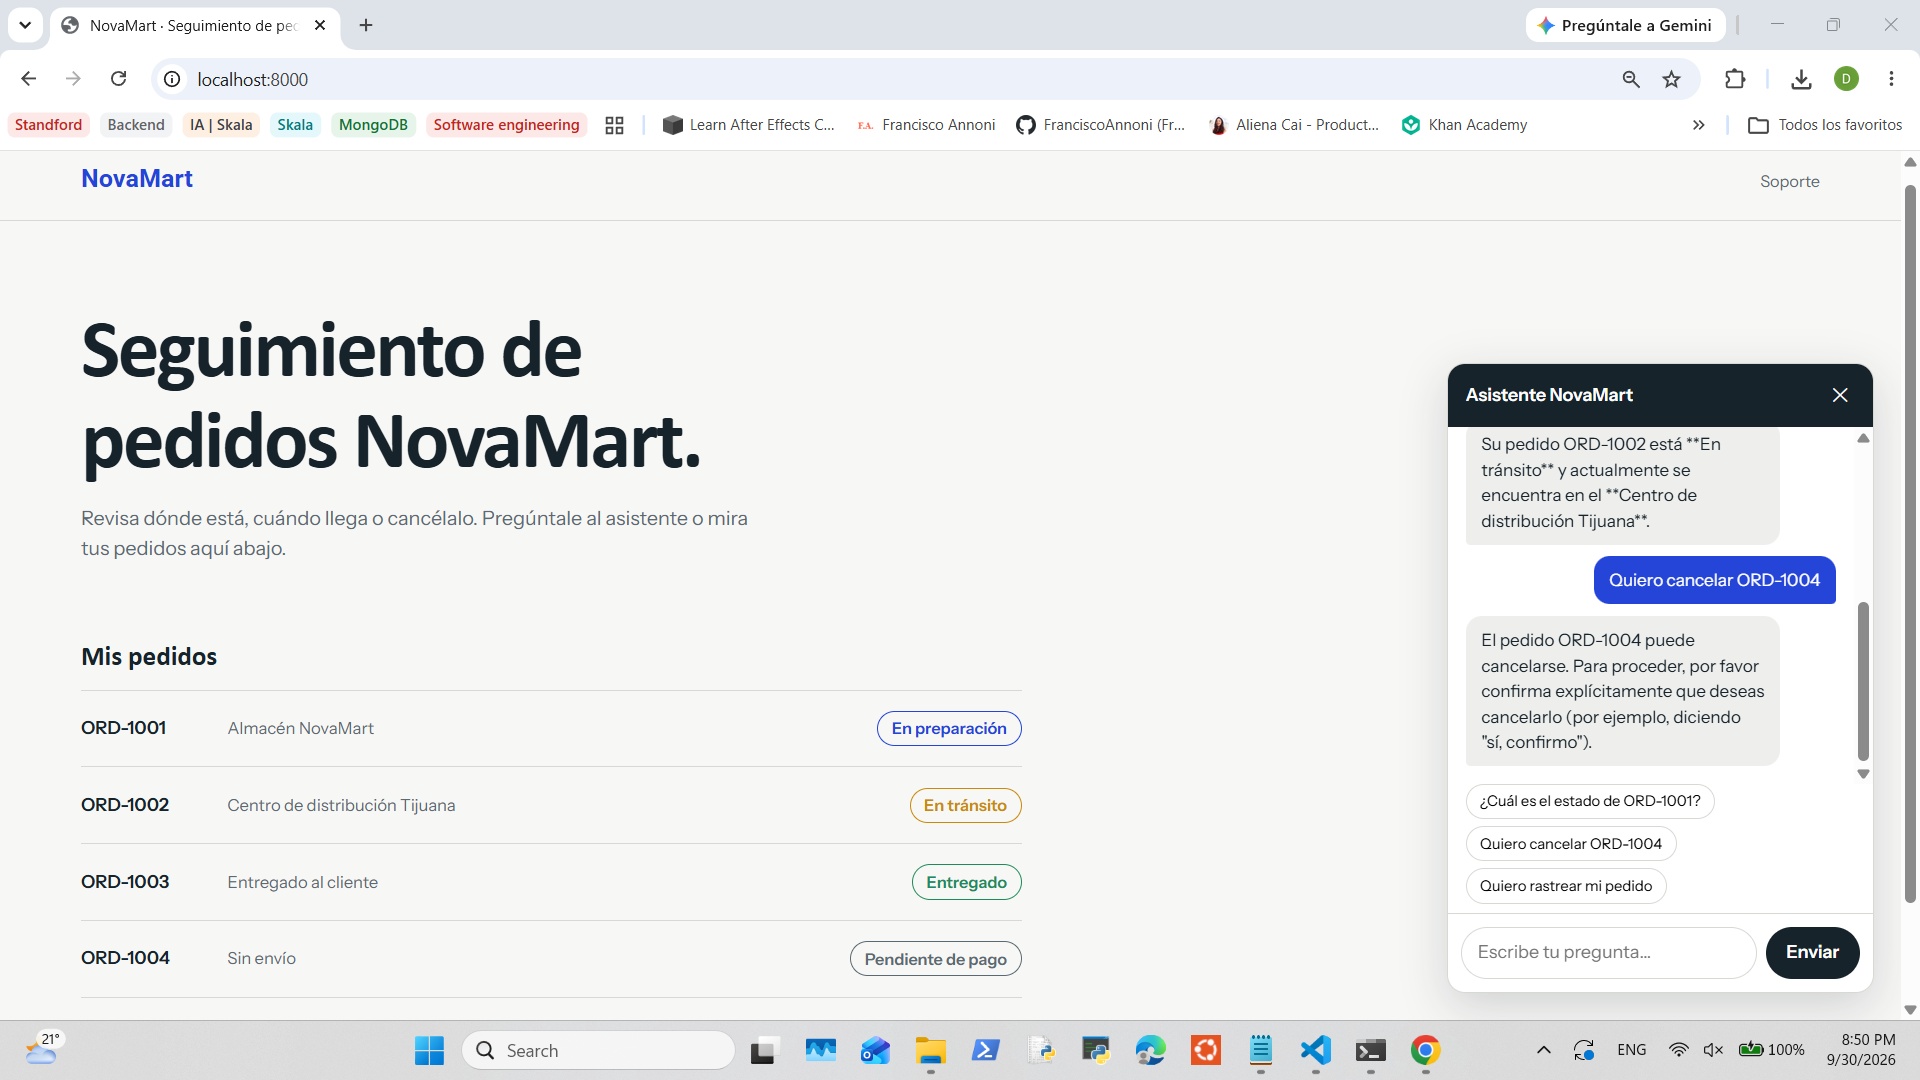 NovaMart · Seguimiento de pec
Pregúntale a Gemini
localhost:8000
D
Standford
Backend
IA | Skala
Skala
MongoDB
Software engineering
Learn After Effects C...
F.A.
Francisco Annoni
FranciscoAnnoni (Fr...
Aliena Cai - Product...
Khan Academy
Todos los favoritos
NovaMart
Soporte
Seguimiento de
pedidos NovaMart.
Revisa dónde está, cuándo llega o cancélalo. Pregúntale al asistente o mira
tus pedidos aquí abajo.
Mis pedidos
ORD-1001 Almacén NovaMart En preparación
ORD-1002 Centro de distribución Tijuana En tránsito
ORD-1003 Entregado al cliente Entregado
ORD-1004 Sin envío Pendiente de pago
Asistente NovaMart
Su pedido ORD-1002 está **En
tránsito** y actualmente se
encuentra en el **Centro de
distribución Tijuana**.
Quiero cancelar ORD-1004
El pedido ORD-1004 puede
cancelarse. Para proceder, por favor
confirma explícitamente que deseas
cancelarlo (por ejemplo, diciendo
"sí, confirmo").
¿Cuál es el estado de ORD-1001?
Quiero cancelar ORD-1004
Quiero rastrear mi pedido
Escribe tu pregunta...
Enviar
21°
Search
ENG
100%
8:50 PM
9/30/2026